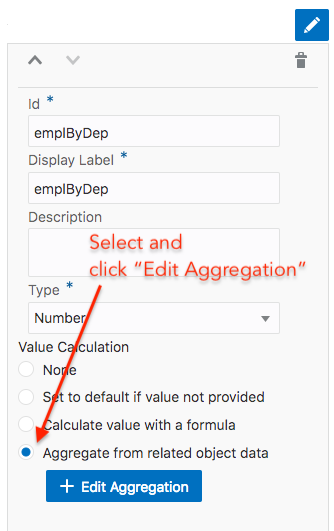 Id *
emplByDep
Display Label *
emplByDep
Description
Select and
click “Edit Aggregation”
Type *
Number
Value Calculation
None
Set to default if value not provided
Calculate value with a formula
Aggregate from related object data
+ Edit Aggregation